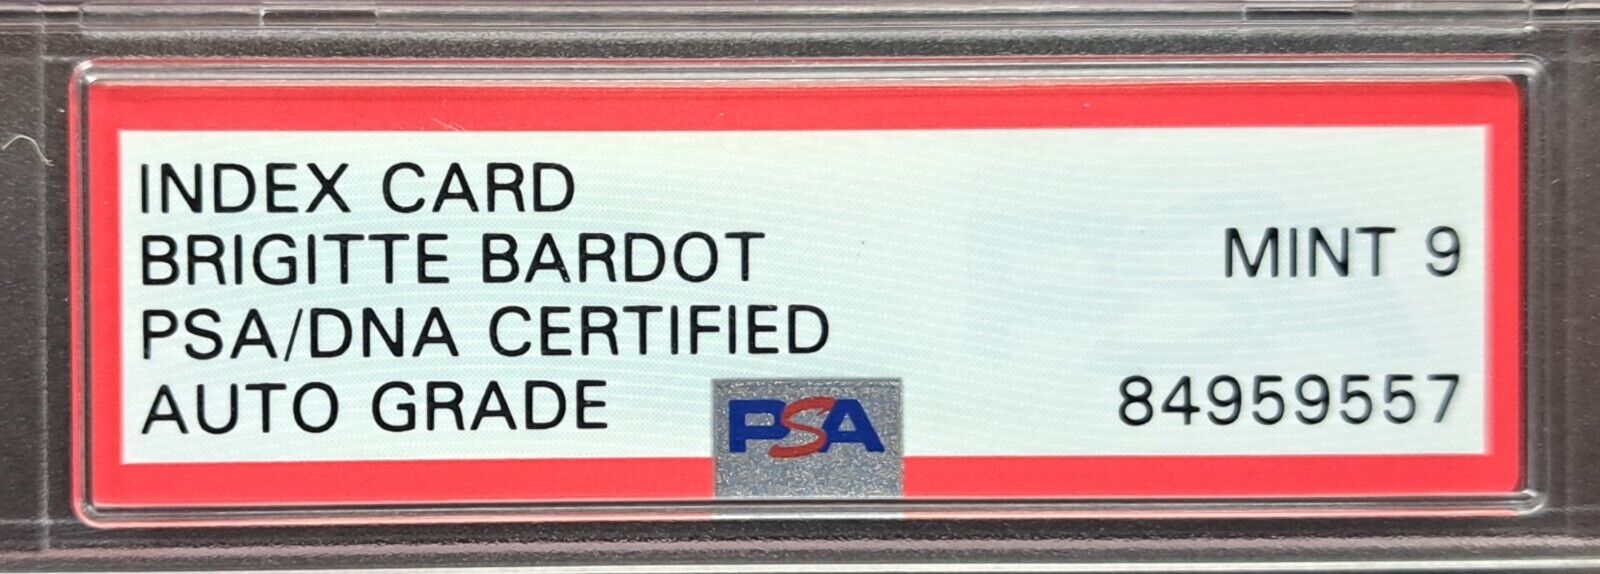 INDEX CARD
BRIGITTE BARDOT
MINT 9
PSA/DNA CERTIFIED
AUTO GRADE
PSA
84959557